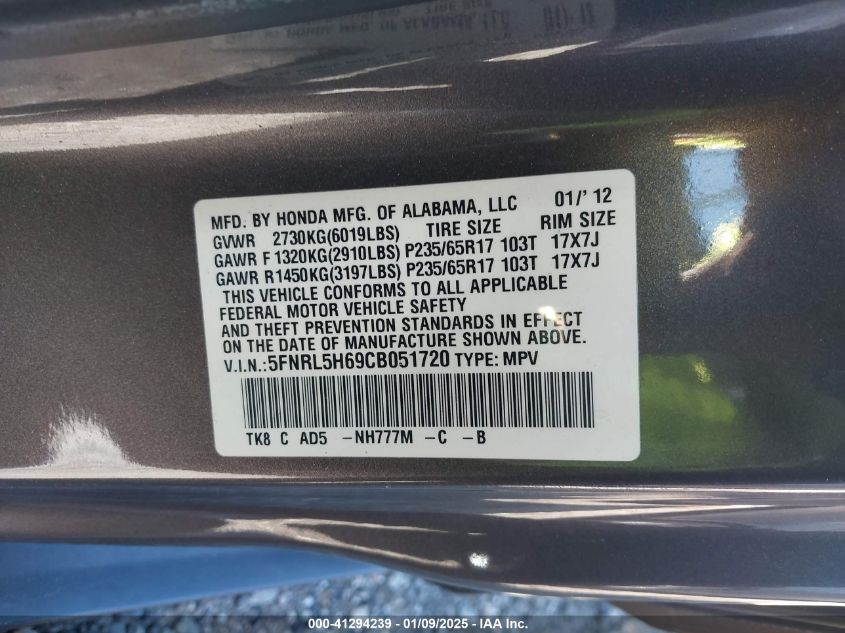 MFD. BY HONDA MFG. OF ALABAMA, LLC 01/' 12
GVWR 2730KG(6019LBS) TIRE SIZE RIM SIZE
GAWR F 1320KG(2910LBS) P235/65R17 103T 17X7J
GAWR R1450KG(3197LBS) P235/65R17 103T 17X7J
THIS VEHICLE CONFORMS TO ALL APPLICABLE
FEDERAL MOTOR VEHICLE SAFETY
AND THEFT PREVENTION STANDARDS IN EFFECT
ON THE DATE OF MANUFACTURE SHOWN ABOVE.
V.I.N.:5FNRL5H69CB051720 TYPE: MPV
TK8 C AD5 -NH777M -C -B
000-41294239 - 01/09/2025 - IAA Inc.